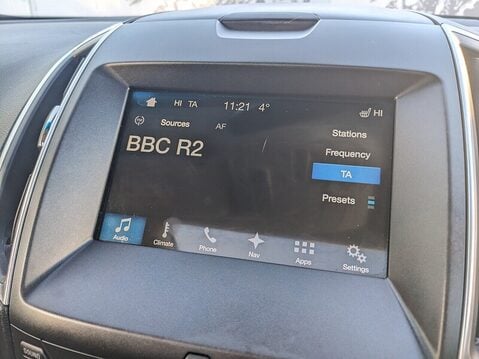 HI TA 11:21 4° HI
Sources AF
Stations
BBC R2
Frequency
TA
Presets
Audio Climate Phone Nav Apps Settings
SOUND